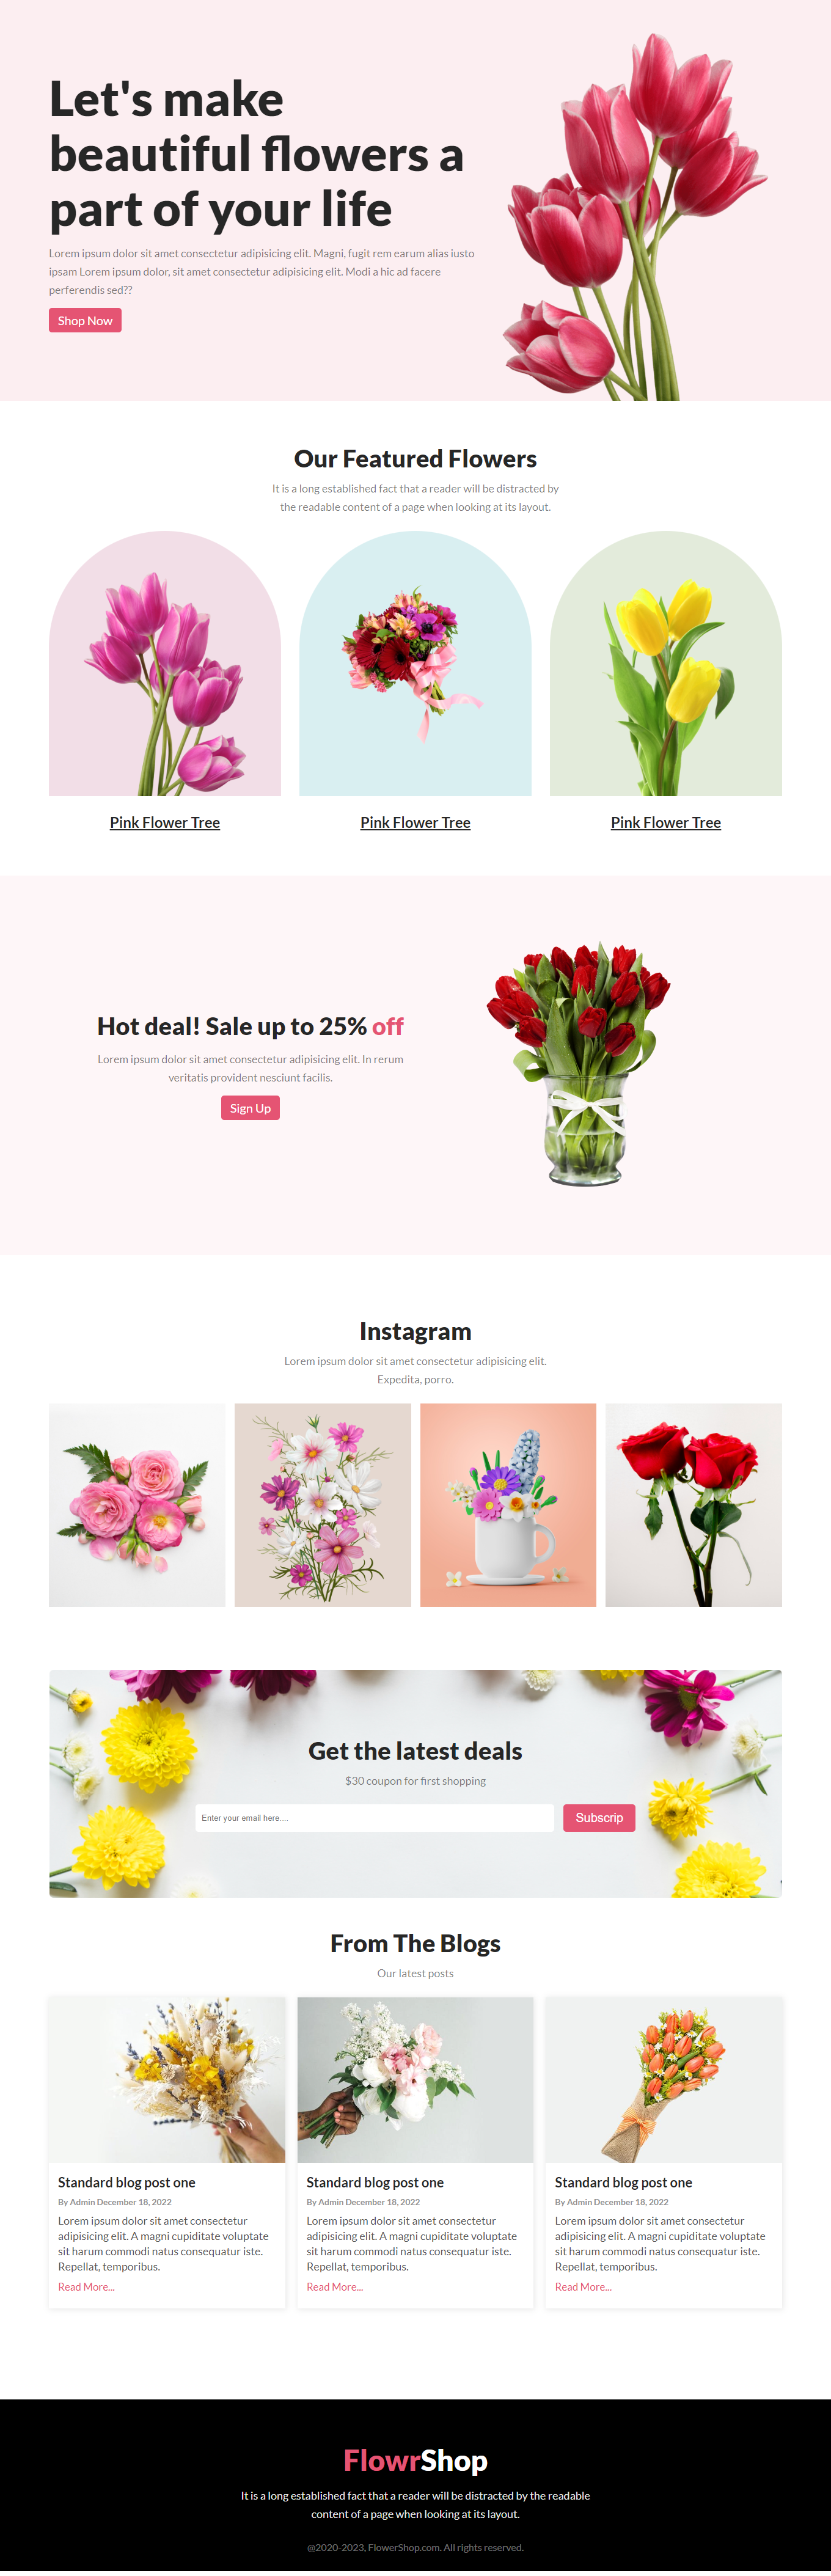 Let's make
beautiful flowers a
part of your life
Lorem ipsum dolor sit amet consectetur adipisicing elit. Magni, fugit rem earum alias iusto
ipsam Lorem ipsum dolor, sit amet consectetur adipisicing elit. Modi a hic ad facere
perferendis sed??
Shop Now
Our Featured Flowers
It is a long established fact that a reader will be distracted by
the readable content of a page when looking at its layout.
Pink Flower Tree
Pink Flower Tree
Pink Flower Tree
Hot deal! Sale up to 25% off
Lorem ipsum dolor sit amet consectetur adipisicing elit. In rerum
veritatis provident nesciunt facilis.
Sign Up
Instagram
Lorem ipsum dolor sit amet consectetur adipisicing elit.
Expedita, porro.
Get the latest deals
$30 coupon for first shopping
Enter your email here....
Subscrip
From The Blogs
Our latest posts
Standard blog post one
By Admin December 18, 2022
Lorem ipsum dolor sit amet consectetur
adipisicing elit. A magni cupiditate voluptate
sit harum commodi natus consequatur iste.
Repellat, temporibus.
Read More...
Standard blog post one
By Admin December 18, 2022
Lorem ipsum dolor sit amet consectetur
adipisicing elit. A magni cupiditate voluptate
sit harum commodi natus consequatur iste.
Repellat, temporibus.
Read More...
Standard blog post one
By Admin December 18, 2022
Lorem ipsum dolor sit amet consectetur
adipisicing elit. A magni cupiditate voluptate
sit harum commodi natus consequatur iste.
Repellat, temporibus.
Read More...
FlowrShop
It is a long established fact that a reader will be distracted by the readable
content of a page when looking at its layout.
@2020-2023, FlowerShop.com. All rights reserved.